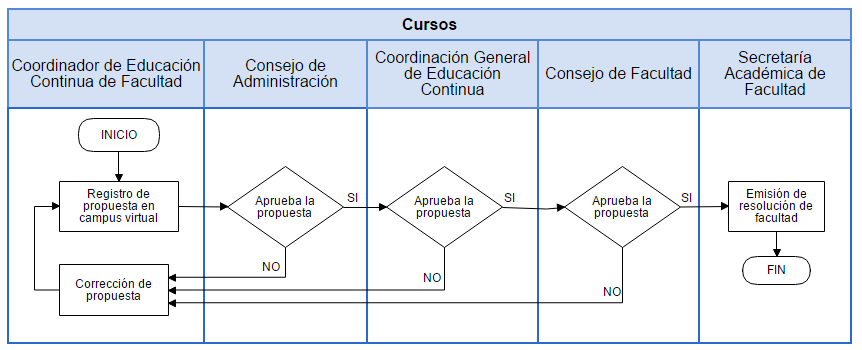 Cursos
Coordinador de Educación
Continua de Facultad
Consejo de
Administración
Coordinación General
de Educación
Continua
Consejo de Facultad
Secretaría
Académica de
Facultad
INICIO
Registro de
propuesta en
campus virtual
Aprueba la
propuesta
SI
Aprueba la
propuesta
SI
Aprueba la
propuesta
SI
Emisión de
resolución de
facultad
NO
NO
NO
Corrección de
propuesta
FIN